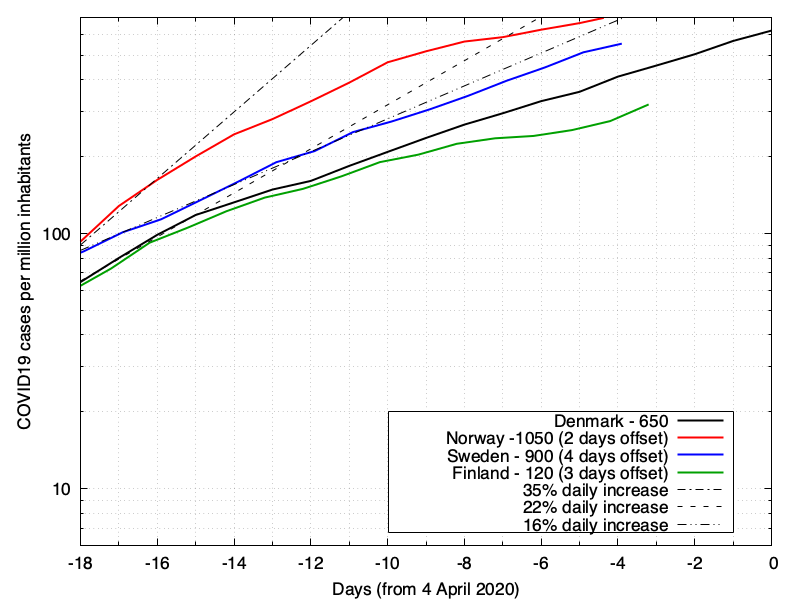 COVID19 cases per million inhabitants
100
10
Denmark - 650
Norway -1050 (2 days offset)
Sweden - 900 (4 days offset)
Finland - 120 (3 days offset)
35% daily increase
22% daily increase
16% daily increase
-18 -16 -14 -12 -10 -8 -6 -4 -2 0
Days (from 4 April 2020)